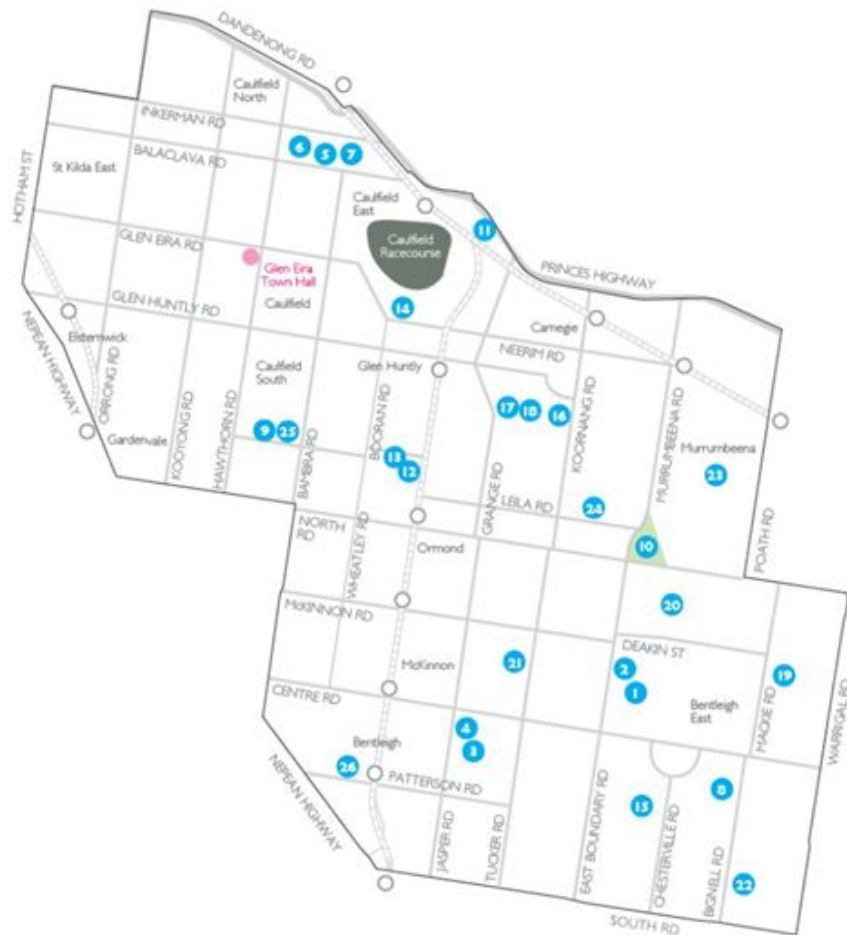 DANDENONG RD
Caulfield
North
INKERMAN RD
BALACLAVA RD
6
5
7
HOTHAM ST
St Kilda East
Caulfield
East
11
GLEN EIRA RD
Caulfield
Racecourse
Glen Eira
Town Hall
PRINCES HIGHWAY
GLEN HUNTLY RD
Caulfield
14
Carnegie
NEPEAN HIGHWAY
Elsternwick
NEERIM RD
ORRONG RD
Caulfield
South
Glen Huntly
KOOYONG RD
HAWTHORN RD
BAMBRA RD
BOORAN RD
17
18
16
KOORNANG RD
MURRUMBEENA RD
Gardenvale
9
25
Murrumbeena
13
12
23
GRANGE RD
LEILA RD
24
POATH RD
NORTH
RD
WHEATLEY RD
Ormond
10
20
McKINNON RD
DEAKIN ST
McKinnon
21
2
1
19
MACKIE RD
WARRIGAL RD
CENTRE RD
Bentleigh
East
4
3
Bentleigh
26
PATTERSON RD
NEPEAN HIGHWAY
8
15
JASPER RD
TUCKER RD
EAST BOUNDARY RD
CHESTERVILLE RD
BIGNELL RD
22
SOUTH RD